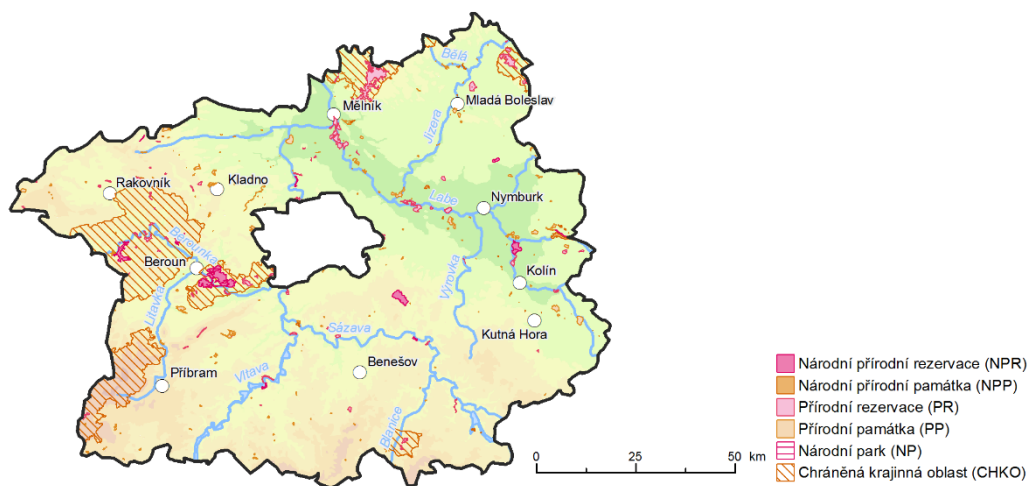 Bělá
Mělník
Mladá Boleslav
Jizera
Rakovník
Kladno
Labe
Nymburk
Berounka
Beroun
Výrovka
Kolín
Litavka
Sázava
Kutná Hora
Příbram
Vltava
Benešov
Blanice
Národní přírodní rezervace (NPR)
Národní přírodní památka (NPP)
Přírodní rezervace (PR)
Přírodní památka (PP)
Národní park (NP)
Chráněná krajinná oblast (CHKO)
0 25 50 km